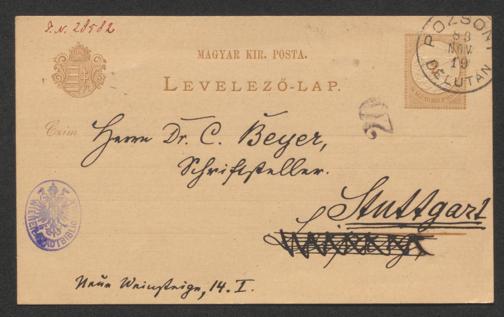 I.N. 28582
MAGYAR KIR. POSTA.
LEVELEZŐ-LAP.
POZSONY
88
NOV.
19
DÉLUTÁN
Czim
Herrn Dr. C. Beyer,
Schriftsteller.
Stuttgart
Neue Weinsteige, 14. I.